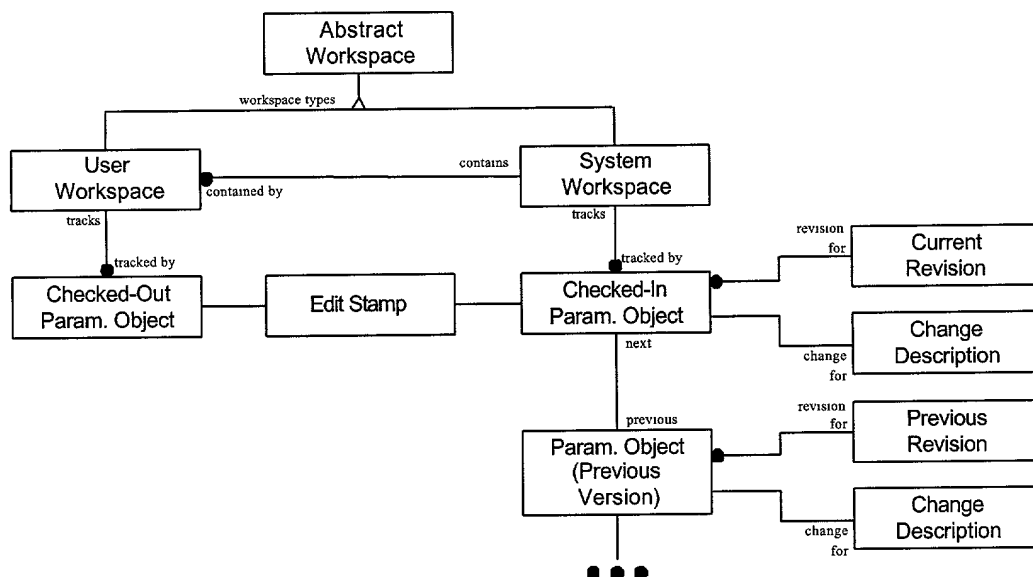 Abstract
Workspace
workspace types
User
Workspace
contains
contained by
System
Workspace
tracks
tracks
tracked by
tracked by
revision
for
Current
Revision
Checked-Out
Param. Object
Edit Stamp
Checked-In
Param. Object
next
change
for
Change
Description
previous
revision
for
Previous
Revision
Param. Object
(Previous
Version)
change
for
Change
Description